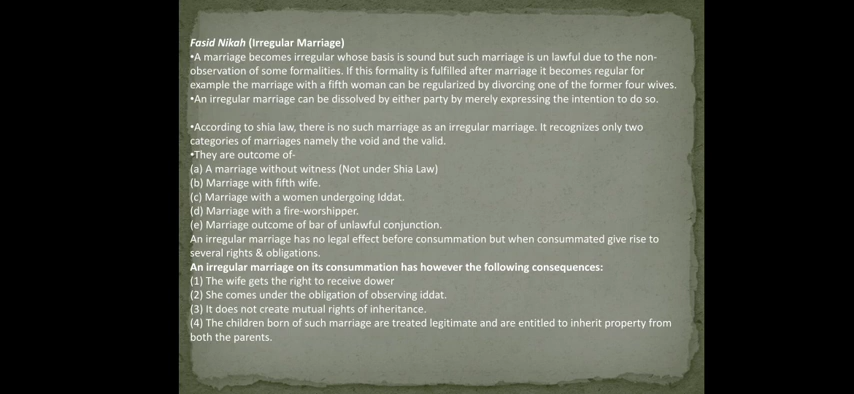 Fasid Nikah (Irregular Marriage)
•A marriage becomes irregular whose basis is sound but such marriage is un lawful due to the non-
observation of some formalities. If this formality is fulfilled after marriage it becomes regular for
example the marriage with a fifth woman can be regularized by divorcing one of the former four wives.
•An irregular marriage can be dissolved by either party by merely expressing the intention to do so.
•According to shia law, there is no such marriage as an irregular marriage. It recognizes only two
categories of marriages namely the void and the valid.
•They are outcome of-
(a) A marriage without witness (Not under Shia Law)
(b) Marriage with fifth wife.
(c) Marriage with a women undergoing Iddat.
(d) Marriage with a fire-worshipper.
(e) Marriage outcome of bar of unlawful conjunction.
An irregular marriage has no legal effect before consummation but when consummated give rise to
several rights & obligations.
An irregular marriage on its consummation has however the following consequences:
(1) The wife gets the right to receive dower
(2) She comes under the obligation of observing iddat.
(3) It does not create mutual rights of inheritance.
(4) The children born of such marriage are treated legitimate and are entitled to inherit property from
both the parents.